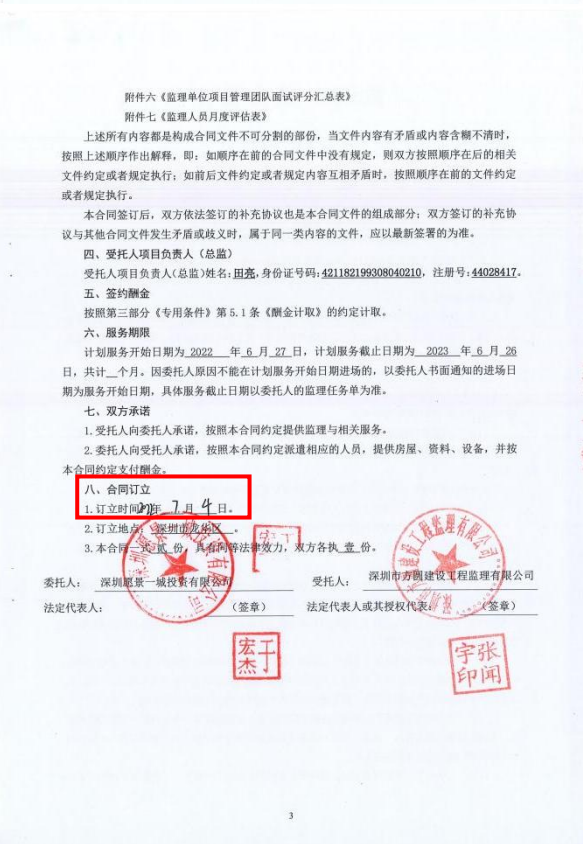 附件六《监理单位项目管理团队面试评分汇总表》
附件七《监理人员月度评估表》
上述所有内容都是构成合同文件不可分割的部份，当文件内容有矛盾或内容含糊不清时，
按照上述顺序作出解释，即：如顺序在前的合同文件中没有规定，则双方按照顺序在后的相关
文件约定或者规定执行；如前后文件约定或者规定内容互相矛盾时，按照顺序在前的文件约定
或者规定执行。
本合同签订后，双方依法签订的补充协议也是本合同文件的组成部分；双方签订的补充协
议与其他合同文件发生矛盾或歧义时，属于同一类内容的文件，应以最新签署的为准。
四、受托人项目负责人（总监）
受托人项目负责人(总监)姓名:田亮,身份证号码:421182199308040210，注册号:44028417。
五、签约酬金
按照第三部份《专用条件》第 5.1 条《酬金计取》的约定计取。
六、服务期限
计划服务开始日期为 2022 年 6 月 27 日，计划服务截止日期为 2023 年 6 月 26
日，共计__个月。因委托人原因不能在计划服务开始日期进场的，以委托人书面通知的进场日
期为服务开始日期，具体服务截止日期以委托人的监理任务单为准。
七、双方承诺
1.受托人向委托人承诺，按照本合同约定提供监理与相关服务。
2.委托人向受托人承诺，按照本合同约定派遣相应的人员，提供房屋、资料、设备，并按
本合同约定支付酬金。
八、合同订立
1.订立时间: 年 7 月 4 日。
2.订立地点: 深圳市龙华区 。
3.本合同 式 贰 份，具有同等法律效力，双方各执 壹 份。
委托人： 深圳愿景一城投资有限公司 受托人： 深圳市方圆建设工程监理有限公司
法定代表人： （签章） 法定代表人或其授权代表： （签章）
于宏杰
张闻宇印
3